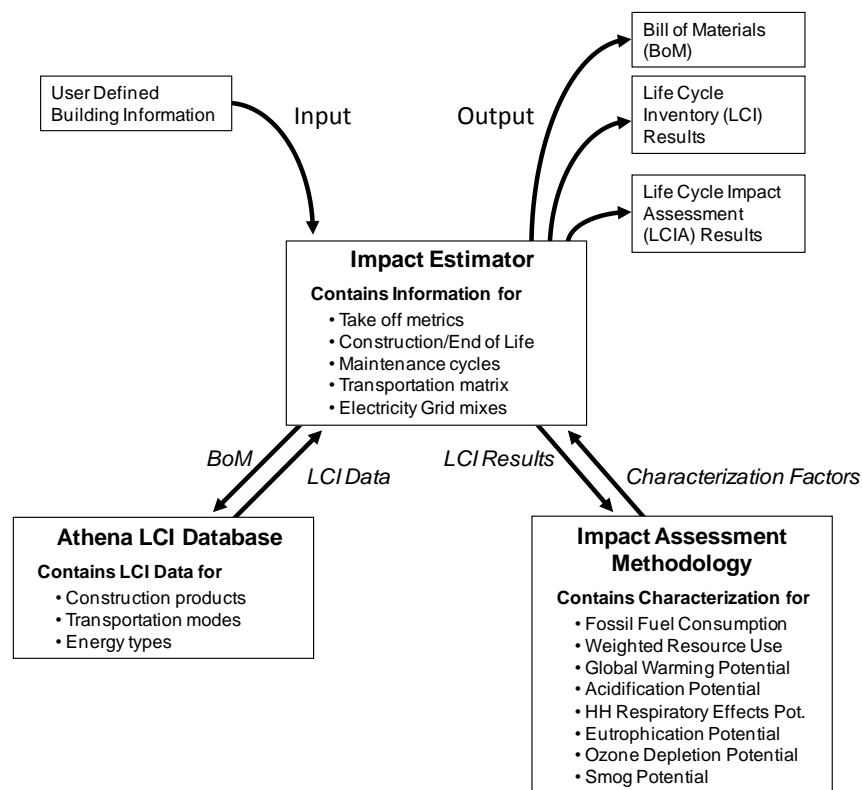 Bill of Materials
(BoM)
User Defined
Building Information
Input
Output
Life Cycle
Inventory (LCI)
Results
Life Cycle Impact
Assessment
(LCIA) Results
Impact Estimator
Contains Information for
• Take off metrics
• Construction/End of Life
• Maintenance cycles
• Transportation matrix
• Electricity Grid mixes
BoM
LCI Data
LCI Results
Characterization Factors
Athena LCI Database
Contains LCI Data for
• Construction products
• Transportation modes
• Energy types
Impact Assessment
Methodology
Contains Characterization for
• Fossil Fuel Consumption
• Weighted Resource Use
• Global Warming Potential
• Acidification Potential
• HH Respiratory Effects Pot.
• Eutrophication Potential
• Ozone Depletion Potential
• Smog Potential